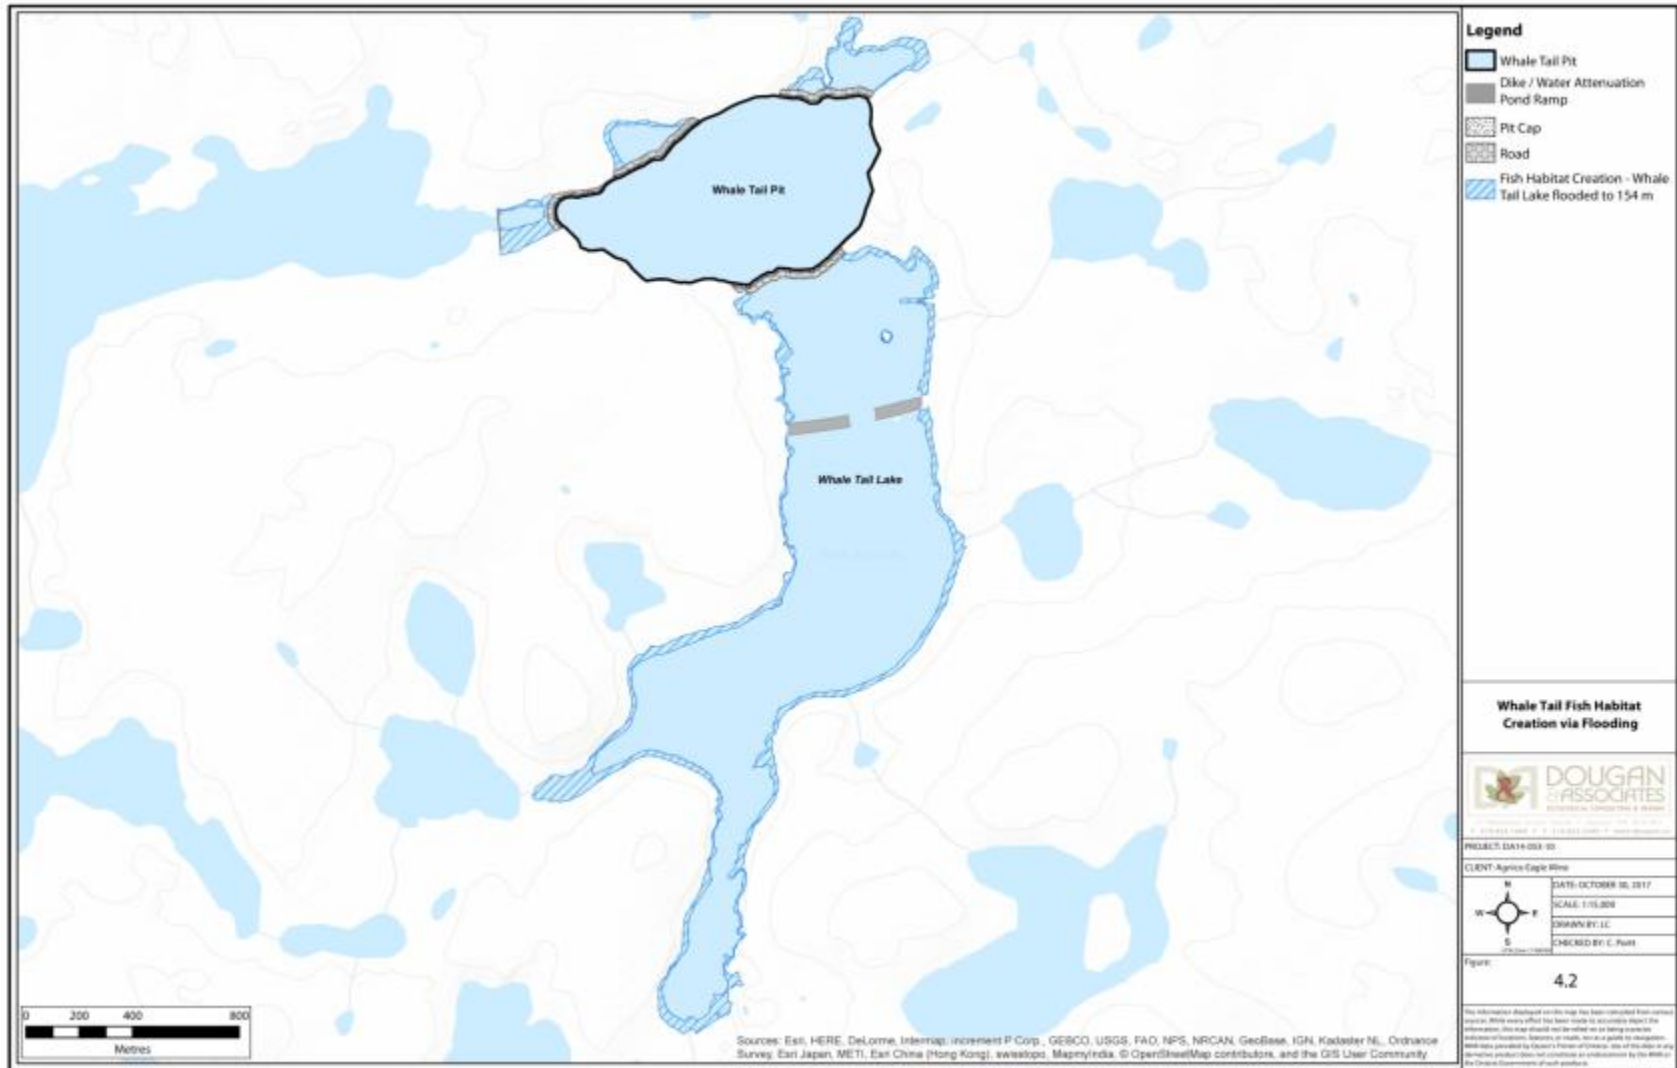 Whale Tail Pit
Whale Tail Lake
0 200 400 800
Metres
Sources: Esri, HERE, DeLorme, Intermap, increment P Corp., GEBCO, USGS, FAO, NPS, NRCAN, GeoBase, IGN, Kadaster NL, Ordnance
Survey, Esri Japan, METI, Esri China (Hong Kong), swisstopo, MapmyIndia, © OpenStreetMap contributors, and the GIS User Community
Legend
Whale Tail Pit
Dike / Water Attenuation
Pond Ramp
Pit Cap
Road
Fish Habitat Creation - Whale
Tail Lake flooded to 154 m
Whale Tail Fish Habitat
Creation via Flooding
DOUGAN
& ASSOCIATES
CLIENT: Agnico Eagle Mine
N
W E
S
DATE: OCTOBER 30, 2017
SCALE: 1:15,000
DRAWN BY: LC
CHECKED BY: C. Portt
Figure:
4.2